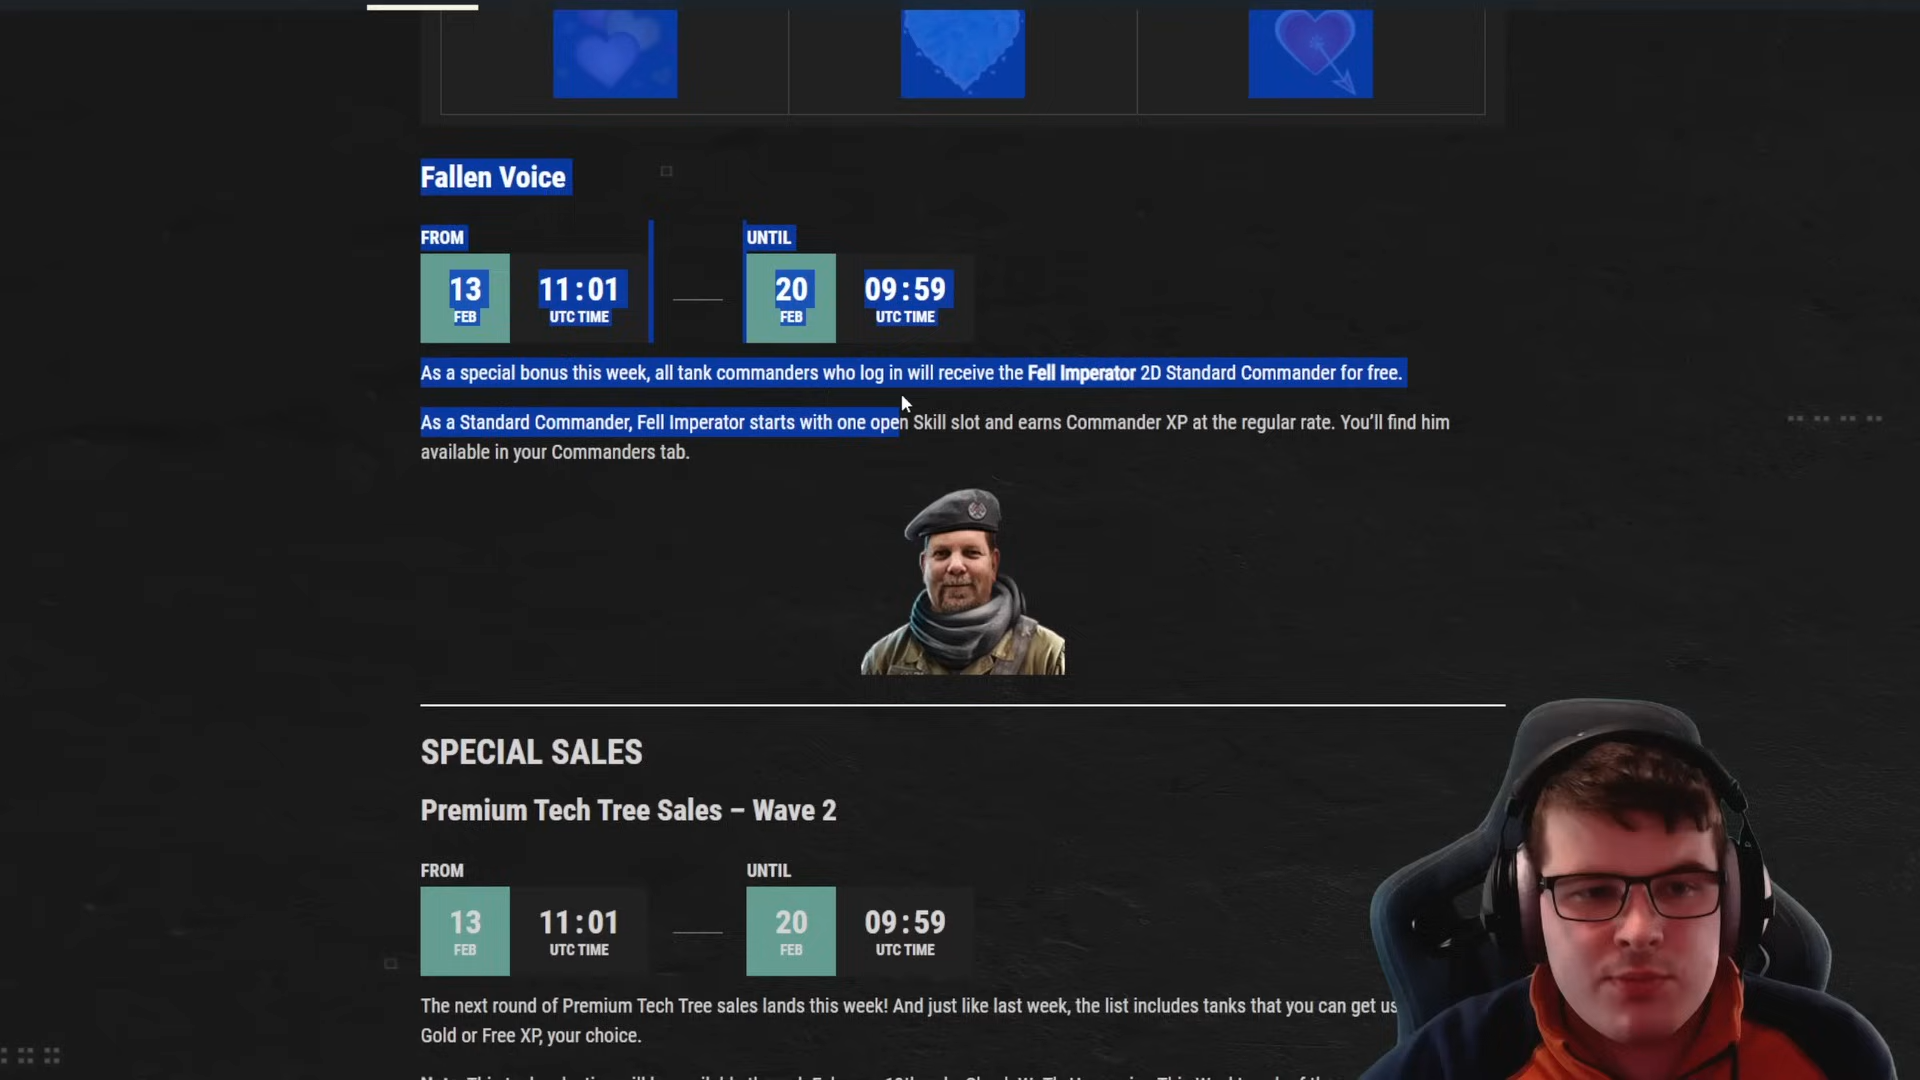 Fallen Voice
FROM
UNTIL
13
FEB
11:01
UTC TIME
20
FEB
09:59
UTC TIME
As a special bonus this week, all tank commanders who log in will receive the Fell Imperator 2D Standard Commander for free.
As a Standard Commander, Fell Imperator starts with one open Skill slot and earns Commander XP at the regular rate. You’ll find him
available in your Commanders tab.
SPECIAL SALES
Premium Tech Tree Sales – Wave 2
FROM
UNTIL
13
FEB
11:01
UTC TIME
20
FEB
09:59
UTC TIME
The next round of Premium Tech Tree sales lands this week! And just like last week, the list includes tanks that you can get us
Gold or Free XP, your choice.